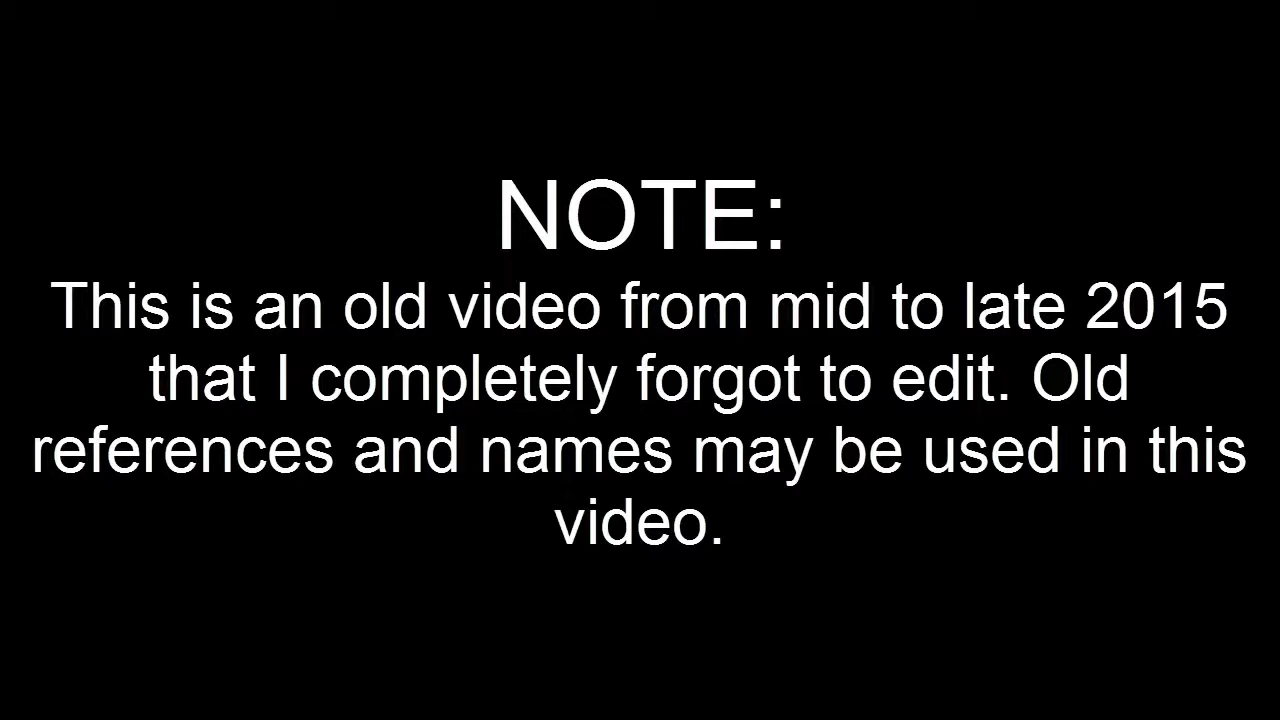 NOTE:
This is an old video from mid to late 2015
that I completely forgot to edit. Old
references and names may be used in this
video.